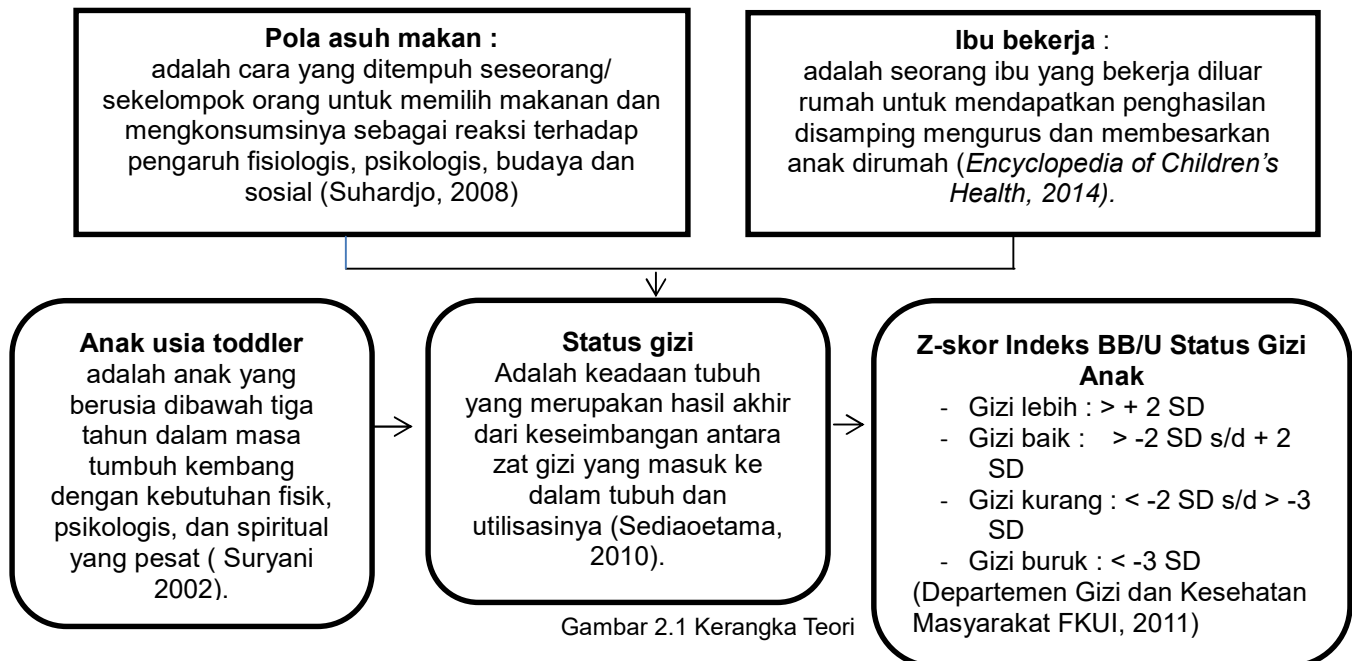 Pola asuh makan :
adalah cara yang ditempuh seseorang/
sekelompok orang untuk memilih makanan dan
mengkonsumsinya sebagai reaksi terhadap
pengaruh fisiologis, psikologis, budaya dan
sosial (Suhardjo, 2008)
Ibu bekerja :
adalah seorang ibu yang bekerja diluar
rumah untuk mendapatkan penghasilan
disamping mengurus dan membesarkan
anak dirumah (Encyclopedia of Children's
Health, 2014).
Anak usia toddler
adalah anak yang
berusia dibawah tiga
tahun dalam masa
tumbuh kembang
dengan kebutuhan fisik,
psikologis, dan spiritual
yang pesat ( Suryani
2002).
Status gizi
Adalah keadaan tubuh
yang merupakan hasil akhir
dari keseimbangan antara
zat gizi yang masuk ke
dalam tubuh dan
utilisasinya (Sediaoetama,
2010).
Z-skor Indeks BB/U Status Gizi
Anak
- Gizi lebih : > + 2 SD
- Gizi baik : > -2 SD s/d + 2
SD
- Gizi kurang : < -2 SD s/d > -3
SD
- Gizi buruk : < -3 SD
(Departemen Gizi dan Kesehatan
Masyarakat FKUI, 2011)
Gambar 2.1 Kerangka Teori